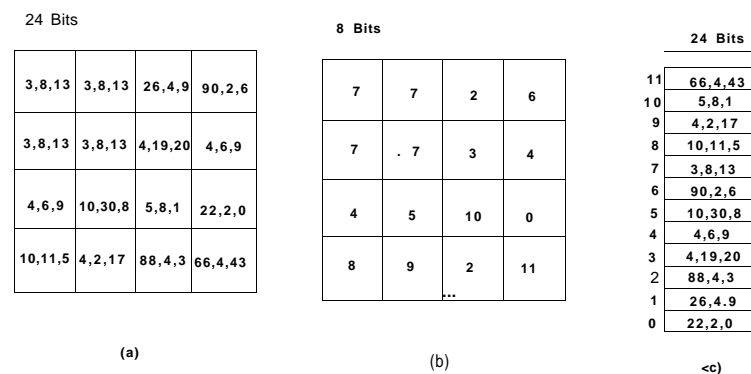 24 Bits
3,8,13 3,8,13 26,4,9 90,2,6
3,8,13 3,8,13 4,19,20 4,6,9
4,6,9 10,30,8 5,8,1 22,2,0
10,11,5 4,2,17 88,4,3 66,4,43
(a)
8 Bits
7 7 2 6
7 . 7 3 4
4 5 10 0
8 9 2 11
...
(b)
24 Bits
11 66,4,43
10 5,8,1
9 4,2,17
8 10,11,5
7 3,8,13
6 90,2,6
5 10,30,8
4 4,6,9
3 4,19,20
2 88,4,3
1 26,4.9
0 22,2,0
<c)